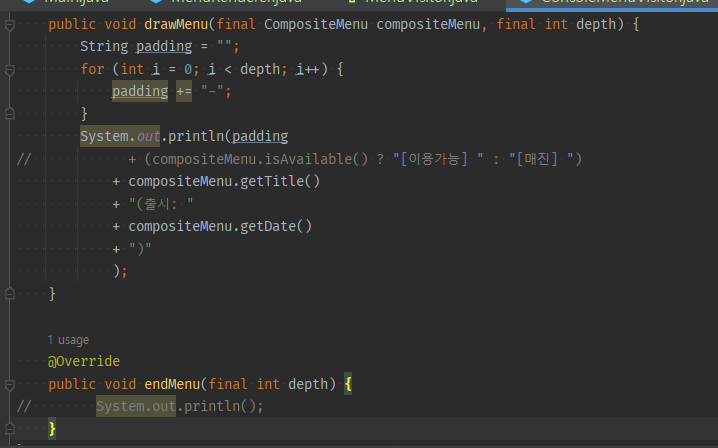 public void drawMenu(final CompositeMenu compositeMenu, final int depth) {
String padding = "";
for (int i = 0; i < depth; i++) {
padding += "-";
}
System.out.println(padding
// + (compositeMenu.isAvailable() ? "[이용가능] " : "[매진] ")
+ compositeMenu.getTitle()
+ "(출시: "
+ compositeMenu.getDate()
+ ")"
);
}
1 usage
@Override
public void endMenu(final int depth) {
// System.out.println();
}